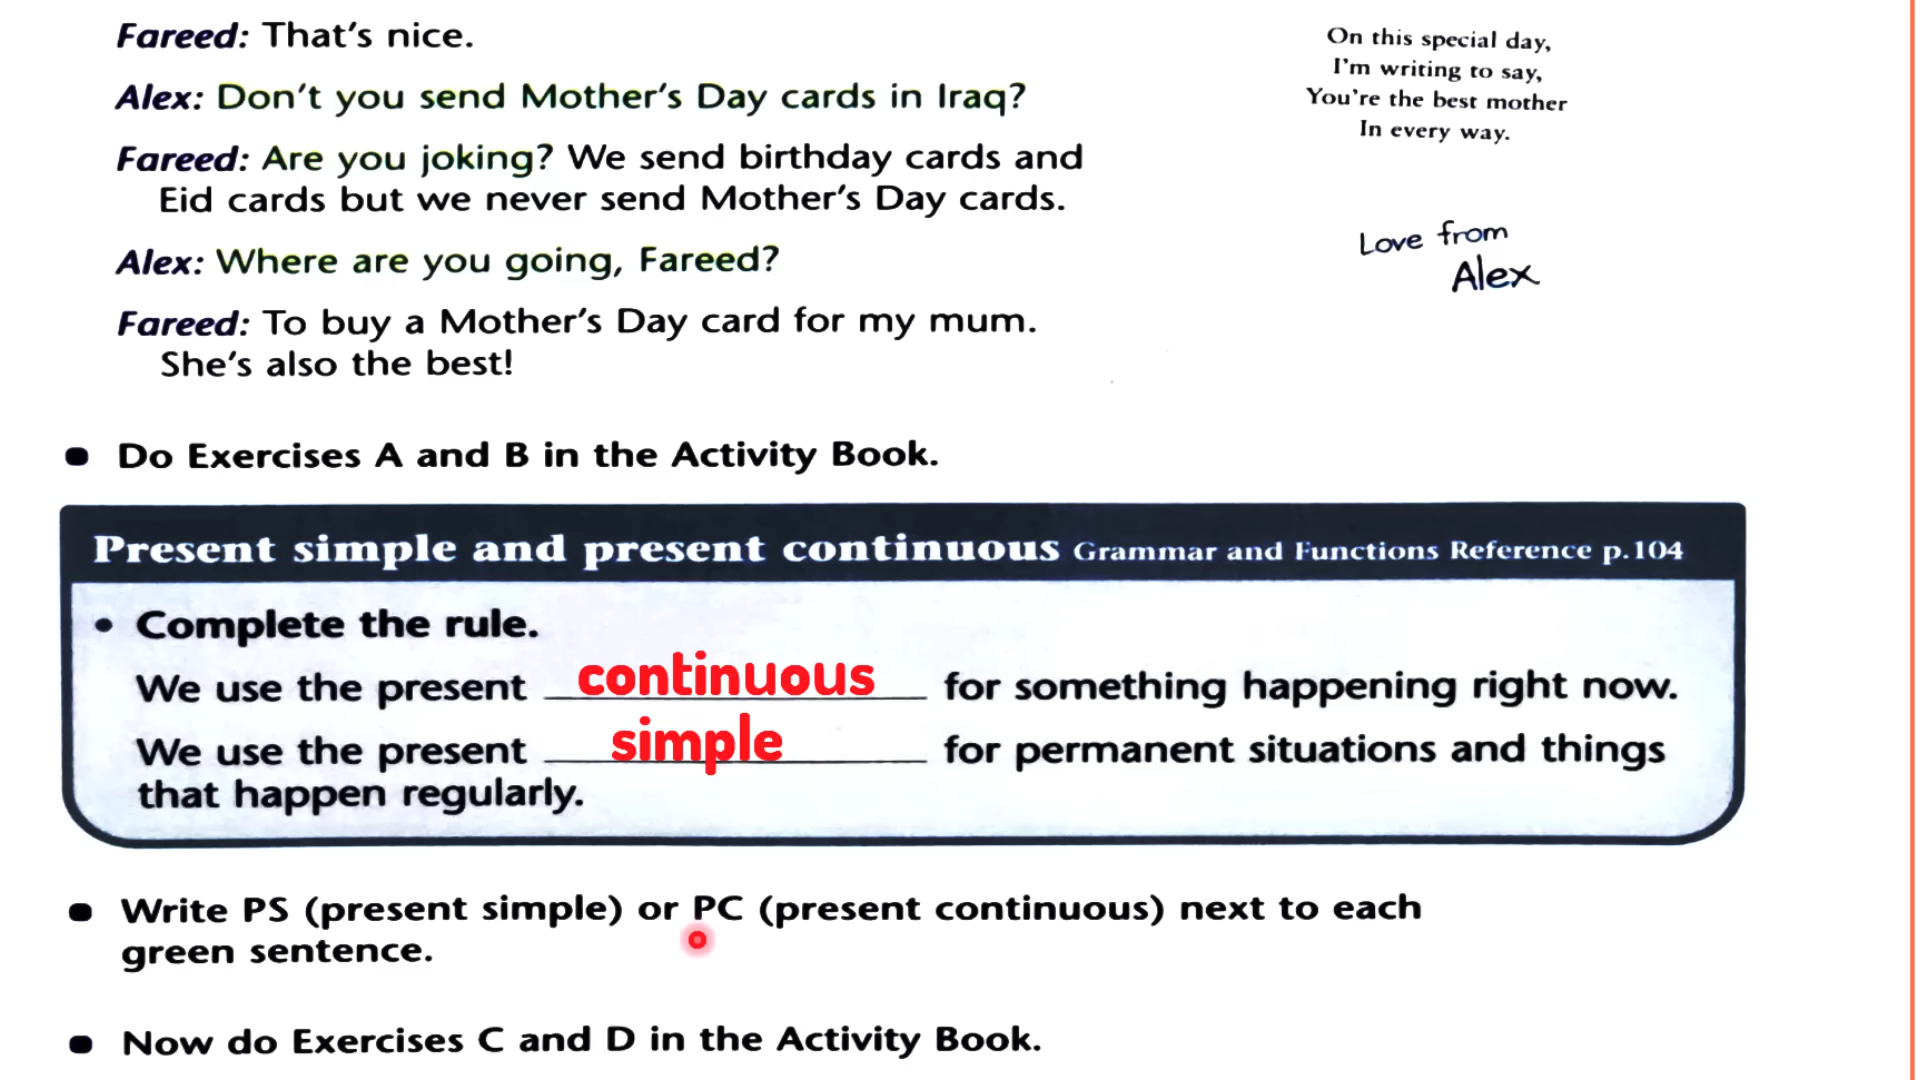 Fareed: That's nice.
Alex: Don't you send Mother's Day cards in Iraq?
Fareed: Are you joking? We send birthday cards and
Eid cards but we never send Mother's Day cards.
Alex: Where are you going, Fareed?
Fareed: To buy a Mother's Day card for my mum.
She's also the best!
On this special day,
I'm writing to say,
You're the best mother
In every way.
Love from
Alex
• Do Exercises A and B in the Activity Book.
Present simple and present continuous Grammar and Functions Reference p.104
• Complete the rule.
We use the present continuous for something happening right now.
We use the present simple for permanent situations and things
that happen regularly.
• Write PS (present simple) or PC (present continuous) next to each
green sentence.
• Now do Exercises C and D in the Activity Book.